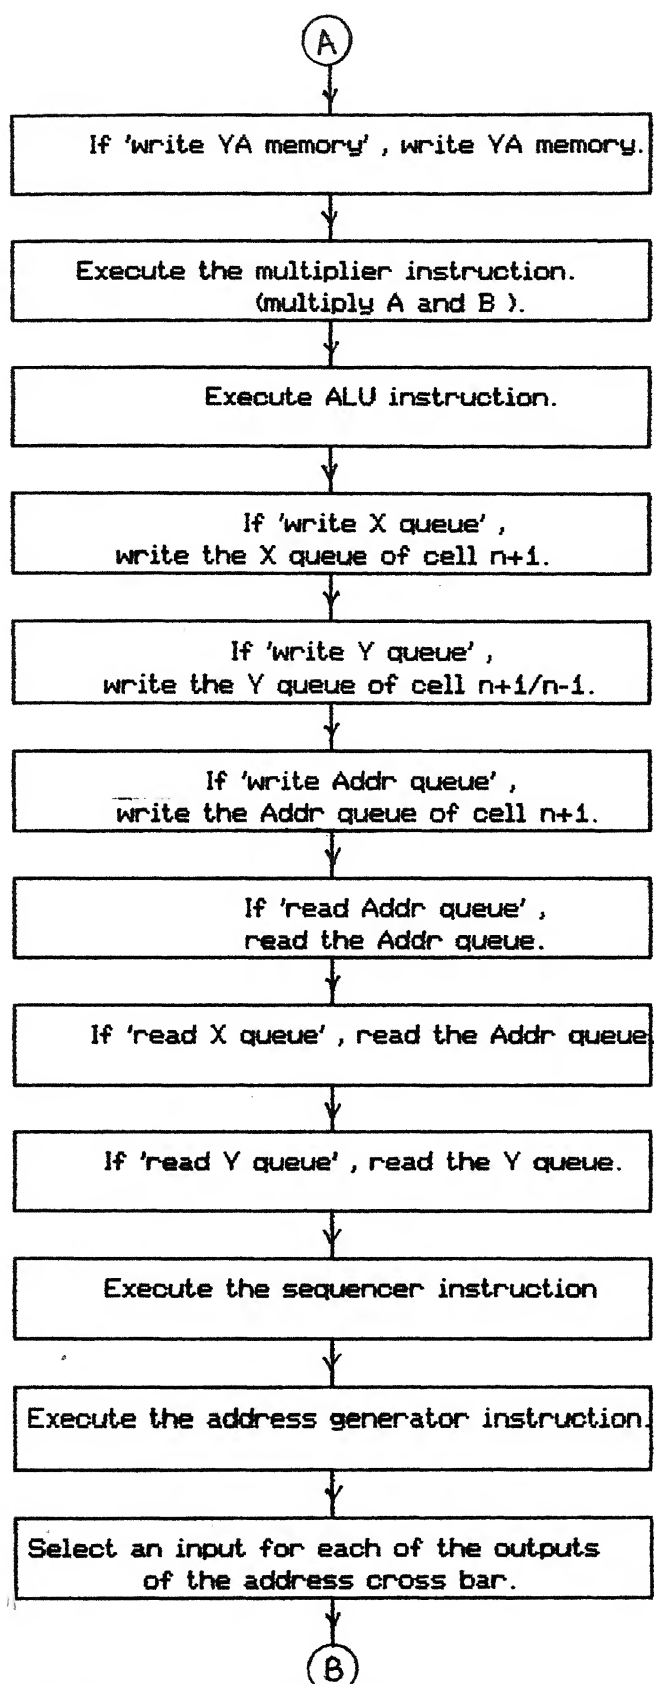 A
If 'write YA memory' , write YA memory.
Execute the multiplier instruction.
(multiply A and B ).
Execute ALU instruction.
If 'write X queue' ,
write the X queue of cell n+1.
If 'write Y queue' ,
write the Y queue of cell n+1/n-1.
If 'write Addr queue' ,
write the Addr queue of cell n+1.
If 'read Addr queue' ,
read the Addr queue.
If 'read X queue' , read the Addr queue.
If 'read Y queue' , read the Y queue.
Execute the sequencer instruction
Execute the address generator instruction.
Select an input for each of the outputs
of the address cross bar.
B